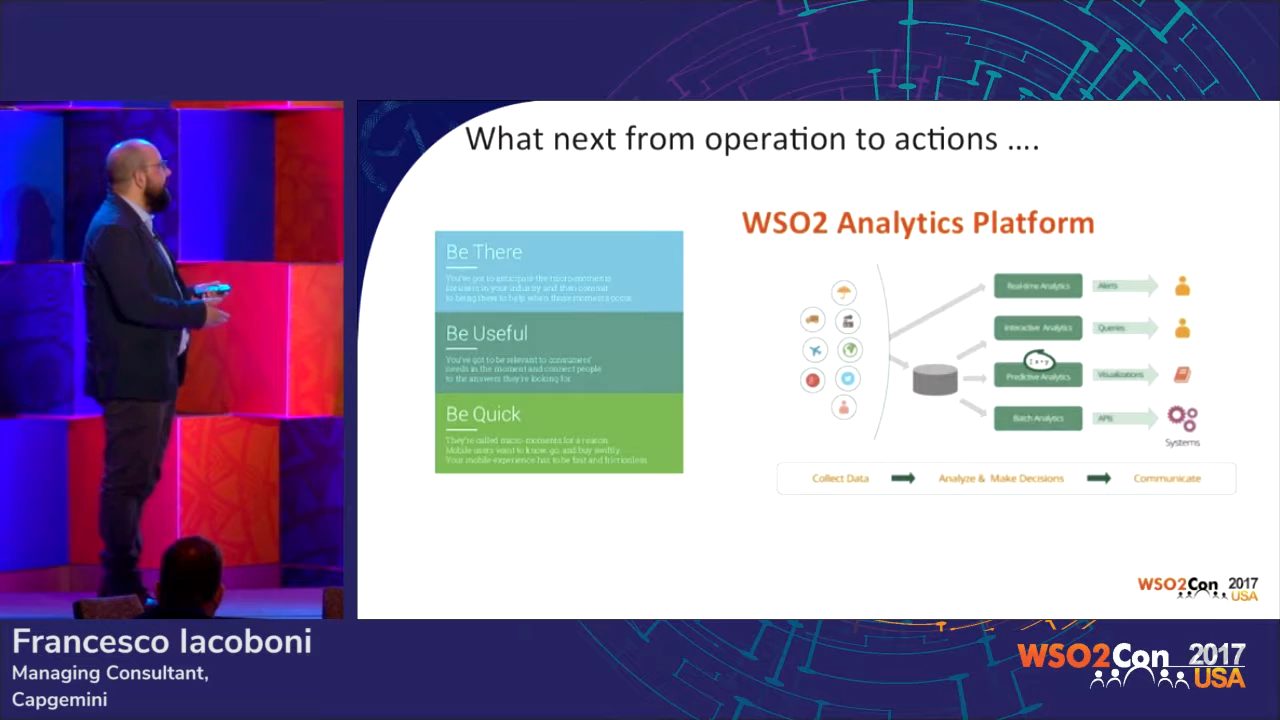 What next from operation to actions ....
WSO2 Analytics Platform
Be There
You've got to anticipate the micro-moments
for users in your industry and then commit
to being there to help when those moments occur.
Be Useful
You've got to be relevant to consumers'
needs in the moment and connect people
to the answers they're looking for.
Be Quick
They're called micro-moments for a reason.
Mobile users want to know, go, and buy swiftly.
Your mobile experience has to be fast and frictionless.
Real-time Analytics
Alerts
Interactive Analytics
Queries
Predictive Analytics
Visualizations
Batch Analytics
APIs
Systems
Collect Data
Analyze & Make Decisions
Communicate
WSO2Con 2017
USA
Francesco Iacoboni
Managing Consultant,
Capgemini
WSO2Con 2017
USA